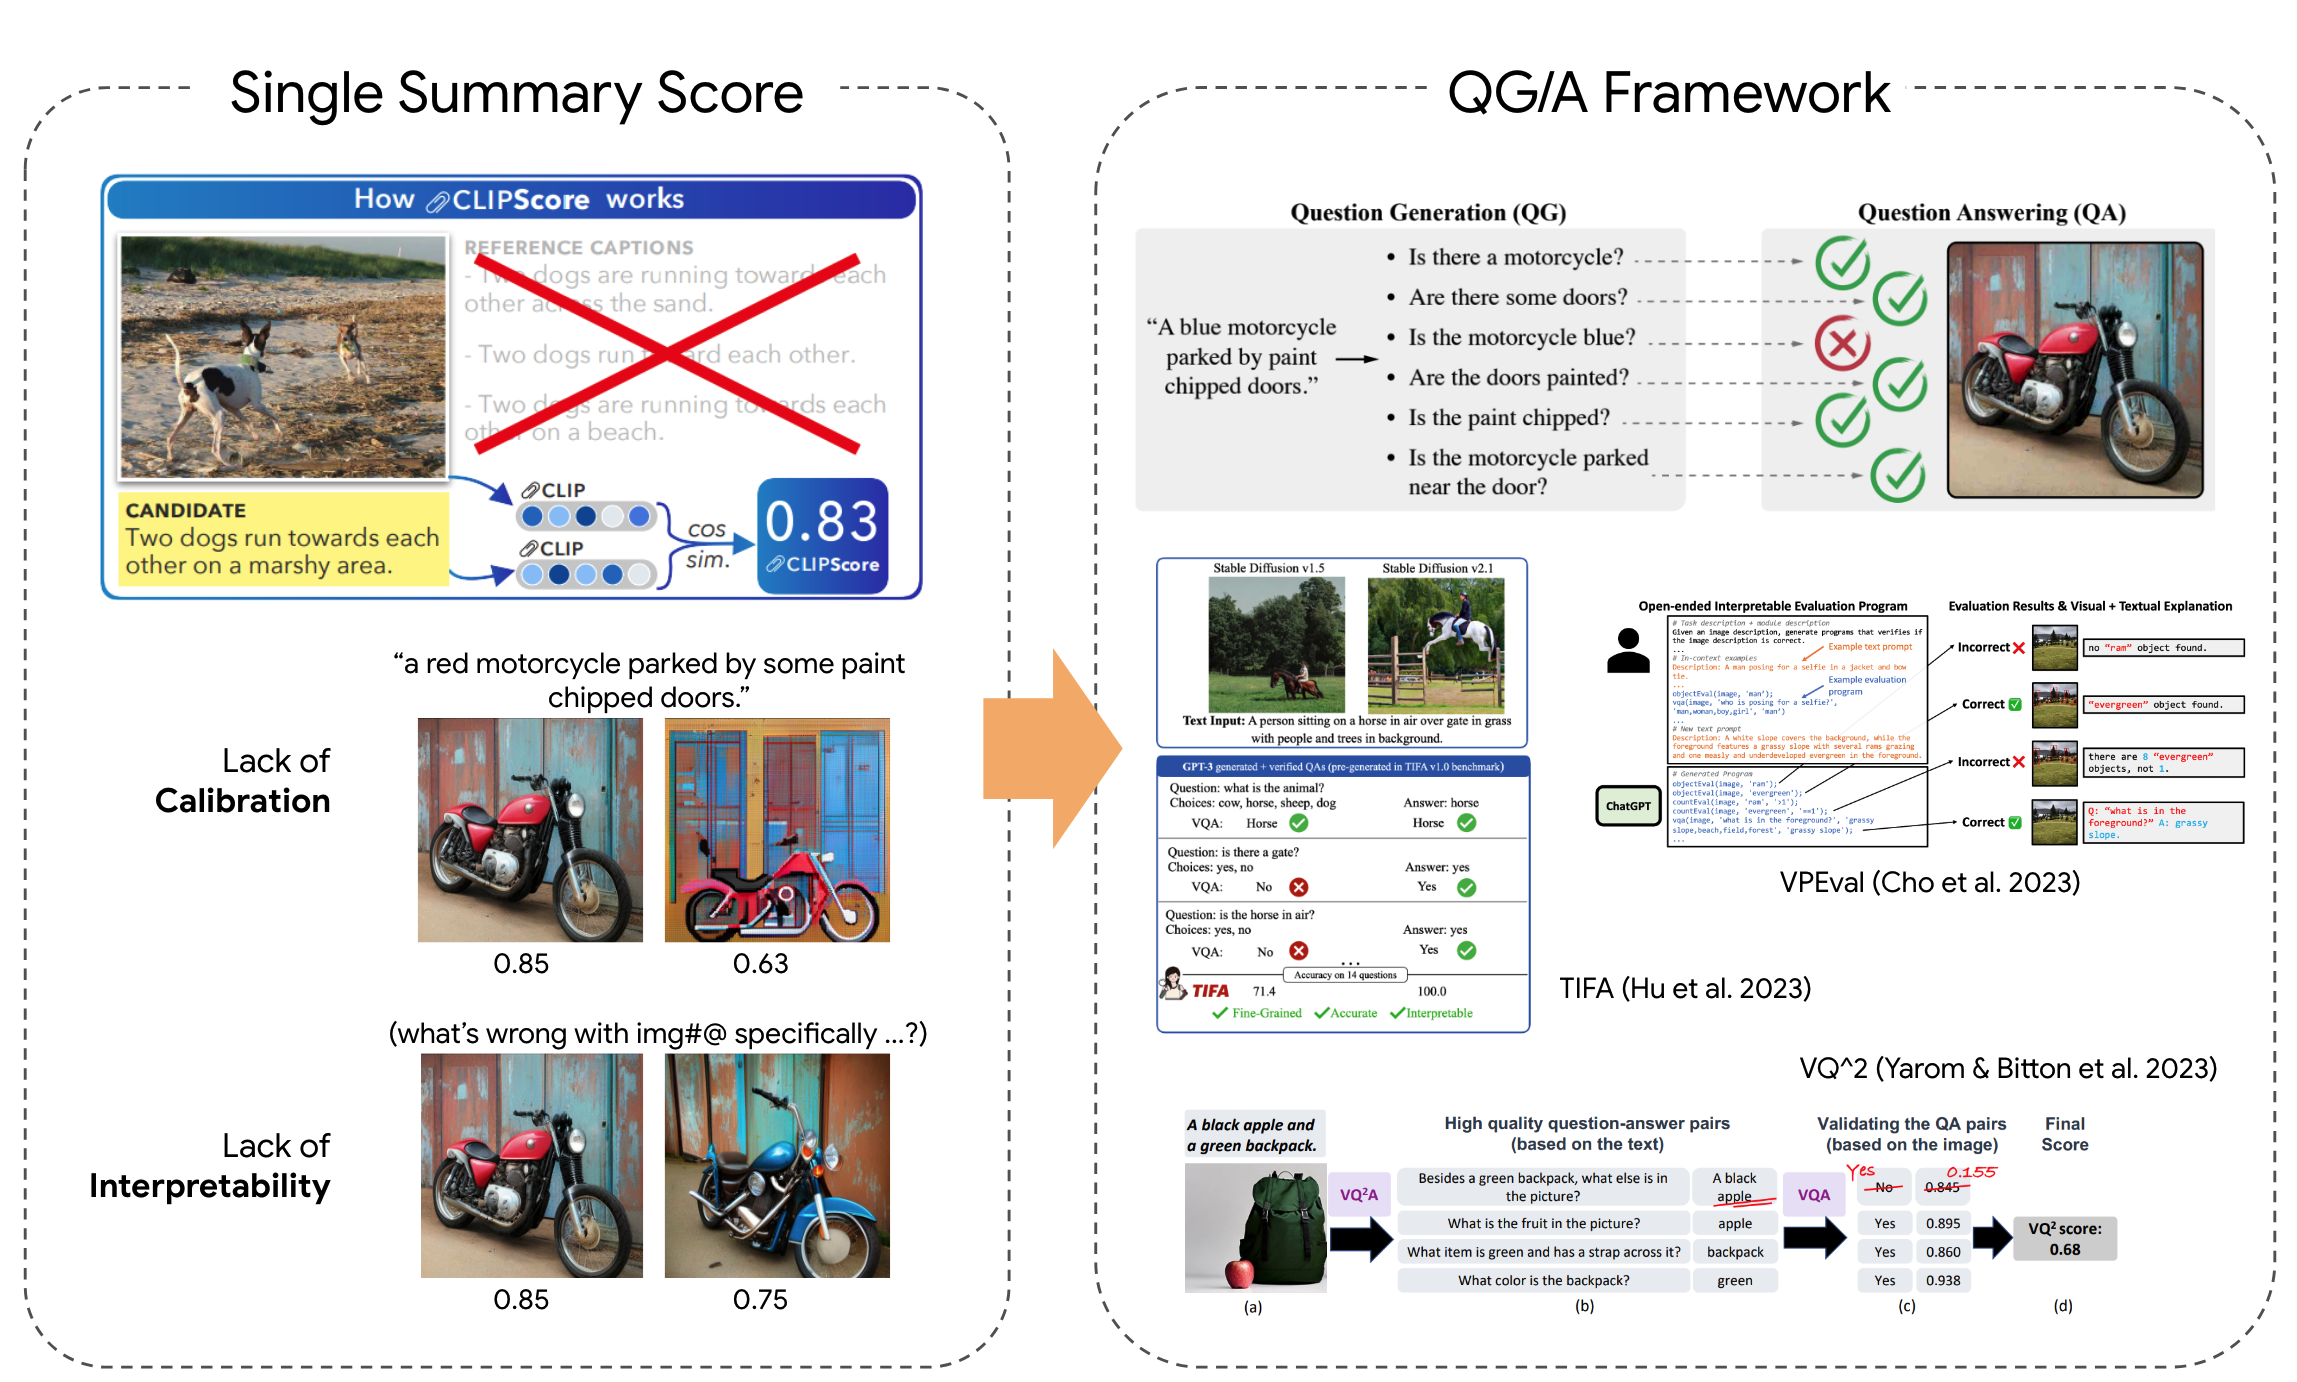 Single Summary Score
How CLIPScore works
REFERENCE CAPTIONS
- Two dogs are running towards each
other across the sand.
- Two dogs run toward each other.
- Two dogs are running towards each
other on a beach.
CANDIDATE
Two dogs run towards each
other on a marshy area.
CLIP
CLIP
cos
sim.
0.83
CLIPScore
“a red motorcycle parked by some paint
chipped doors.”
Lack of
Calibration
0.85
0.63
(what’s wrong with img#@ specifically ...?)
Lack of
Interpretability
0.85
0.75
QG/A Framework
Question Generation (QG)
“A blue motorcycle
parked by paint
chipped doors.”
• Is there a motorcycle?
• Are there some doors?
• Is the motorcycle blue?
• Are the doors painted?
• Is the paint chipped?
• Is the motorcycle parked
near the door?
Question Answering (QA)
Stable Diffusion v1.5
Stable Diffusion v2.1
Text Input: A person sitting on a horse in air over gate in grass
with people and trees in background.
GPT-3 generated + verified QAs (pre-generated in TIFA v1.0 benchmark)
Question: what is the animal?
Choices: cow, horse, sheep, dog
Answer: horse
VQA: Horse
Horse
Question: is there a gate?
Choices: yes, no
Answer: yes
VQA: No
Yes
Question: is the horse in air?
Choices: yes, no
Answer: yes
VQA: No
Yes
...
Accuracy on 14 questions
TIFA 71.4
100.0
Fine-Grained Accurate Interpretable
TIFA (Hu et al. 2023)
Open-ended Interpretable Evaluation Program
# Task description + module description
Given an image description, generate programs that verifies if
the image description is correct.
...
# In-context examples
Example text prompt
Description: A man posing for a selfie in a jacket and bow
tie.
...
Example evaluation
program
objectEval(image, 'man');
vqa(image, 'who is posing for a selfie?',
'man,woman,boy,girl', 'man')
...
# New text prompt
Description: A white slope covers the background, while the
foreground features a grassy slope with several rams grazing
and one measly and underdeveloped evergreen in the foreground.
ChatGPT
# Generated Program
objectEval(image, 'ram');
objectEval(image, 'evergreen');
countEval(image, 'ram', '>1');
countEval(image, 'evergreen', '==1');
vqa(image, 'what is in the foreground?', 'grassy
slope,beach,field,forest', 'grassy slope');
...
Evaluation Results & Visual + Textual Explanation
Incorrect
no “ram” object found.
Correct
“evergreen” object found.
Incorrect
there are 8 “evergreen”
objects, not 1.
Correct
Q: “what is in the
foreground?” A: grassy
slope.
VPEval (Cho et al. 2023)
VQ^2 (Yarom & Bitton et al. 2023)
A black apple and
a green backpack.
(a)
VQ²A
High quality question-answer pairs
(based on the text)
Besides a green backpack, what else is in
the picture?
A black
apple
What is the fruit in the picture?
apple
What item is green and has a strap across it?
backpack
What color is the backpack?
green
(b)
VQA
Validating the QA pairs
(based on the image)
Yes 0.155
No 0.845
Yes 0.895
Yes 0.860
Yes 0.938
(c)
Final
Score
VQ² score:
0.68
(d)